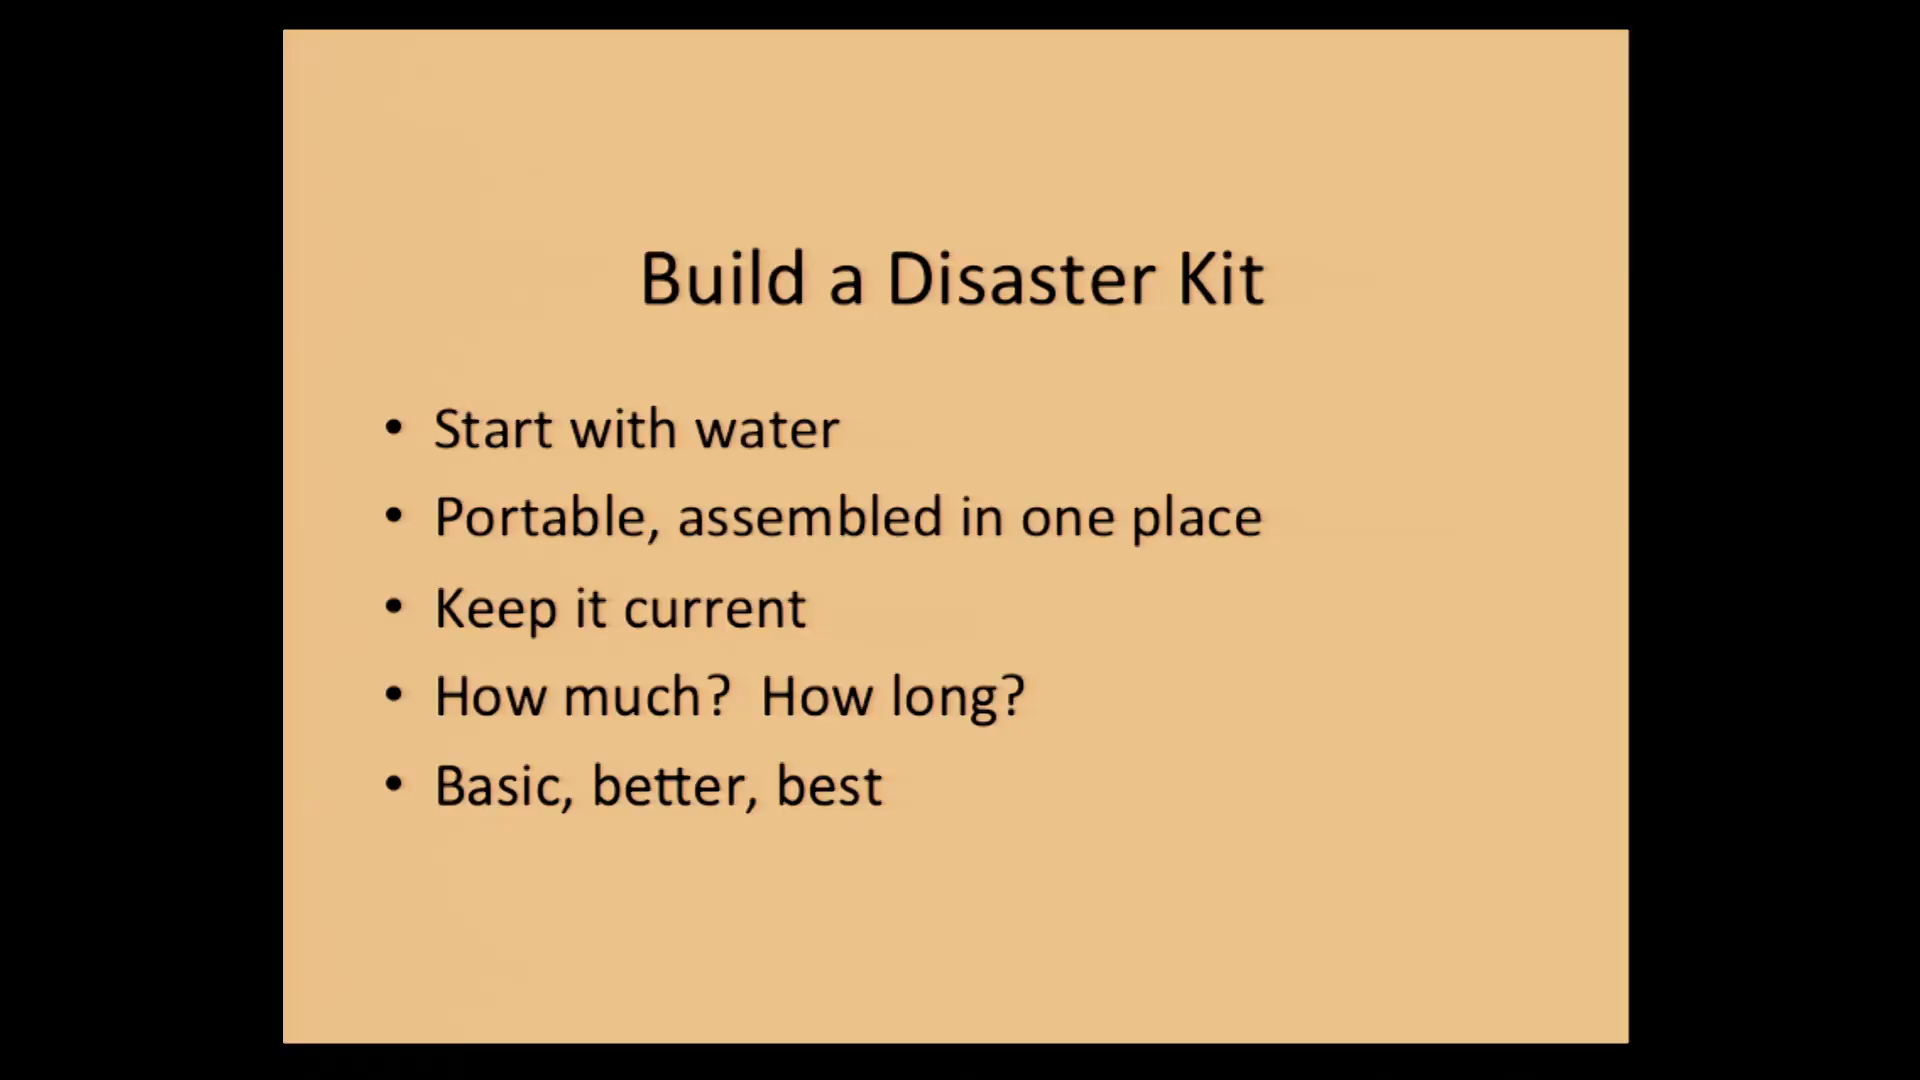 Build a Disaster Kit
• Start with water
• Portable, assembled in one place
• Keep it current
• How much?  How long?
• Basic, better, best